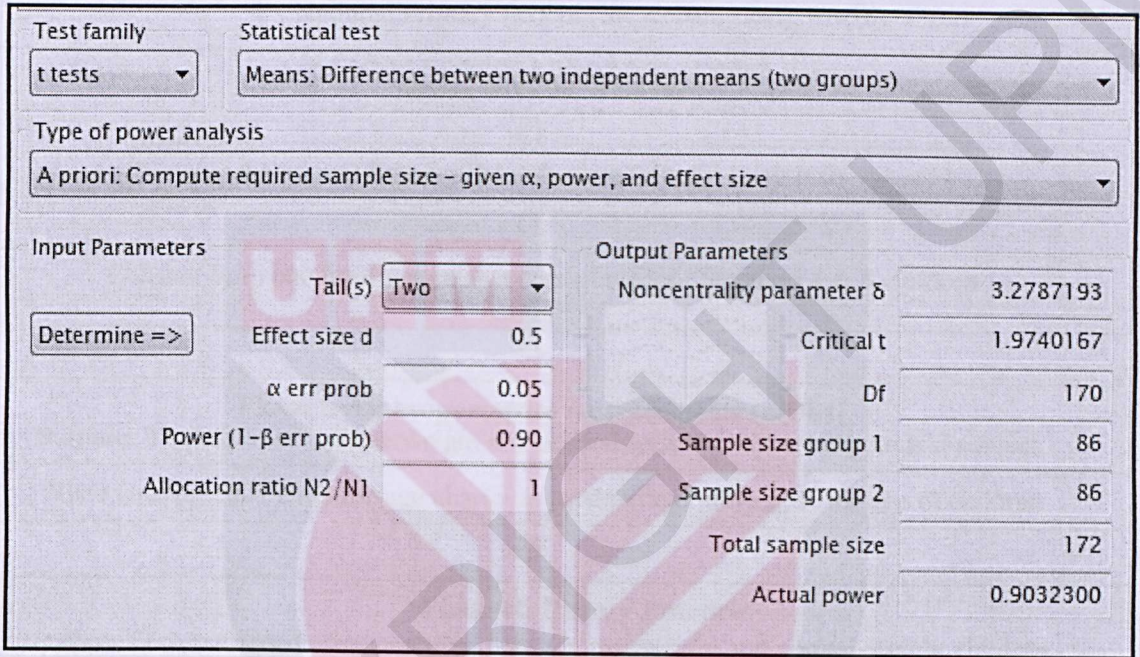 Test family Statistical test
t tests Means: Difference between two independent means (two groups)
Type of power analysis
A priori: Compute required sample size – given α, power, and effect size
Input Parameters
Tail(s) Two
Determine => Effect size d 0.5
α err prob 0.05
Power (1–β err prob) 0.90
Allocation ratio N2/N1 1
Output Parameters
Noncentrality parameter δ 3.2787193
Critical t 1.9740167
Df 170
Sample size group 1 86
Sample size group 2 86
Total sample size 172
Actual power 0.9032300
UPM
RIGHT UPM